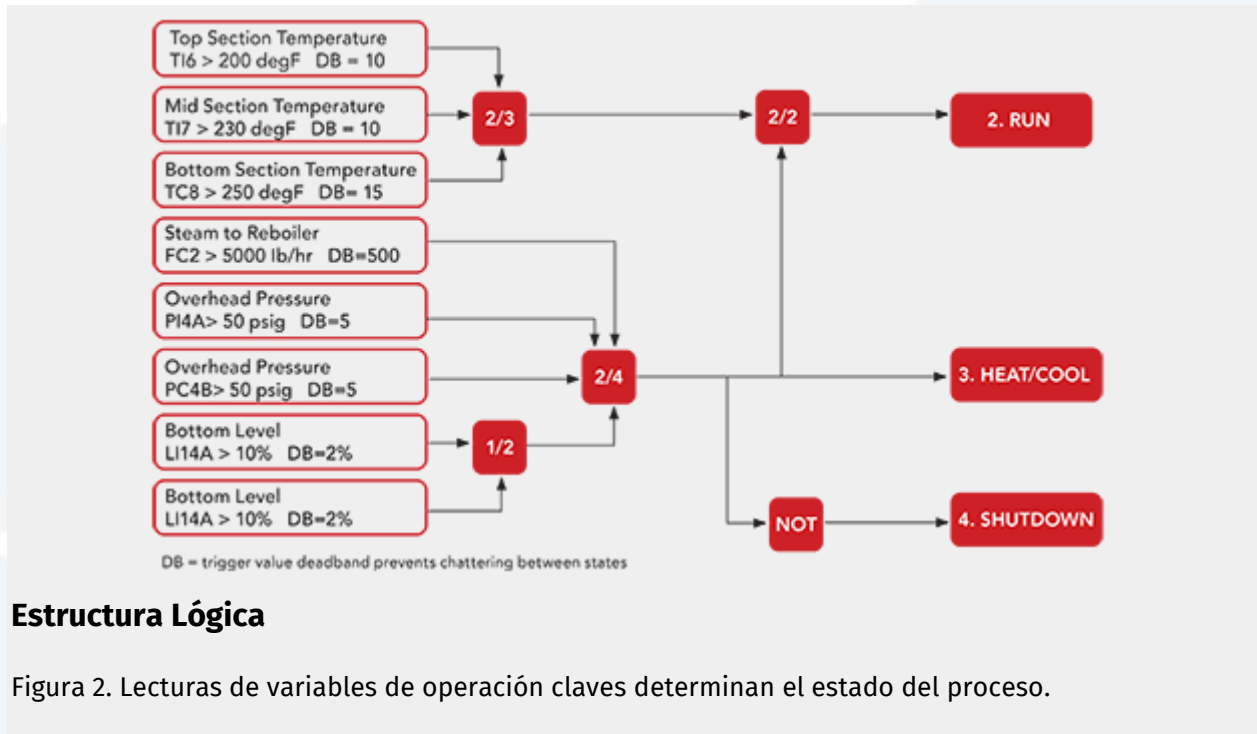 Top Section Temperature
TI6 > 200 degF DB = 10
Mid Section Temperature
TI7 > 230 degF DB = 10
Bottom Section Temperature
TC8 > 250 degF DB= 15
Steam to Reboiler
FC2 > 5000 lb/hr DB=500
Overhead Pressure
PI4A> 50 psig DB=5
Overhead Pressure
PC4B> 50 psig DB=5
Bottom Level
LI14A > 10% DB=2%
Bottom Level
LI14A > 10% DB=2%
2/3
2/2
2. RUN
2/4
3. HEAT/COOL
1/2
NOT
4. SHUTDOWN
DB = trigger value deadband prevents chattering between states
Estructura Lógica
Figura 2. Lecturas de variables de operación claves determinan el estado del proceso.